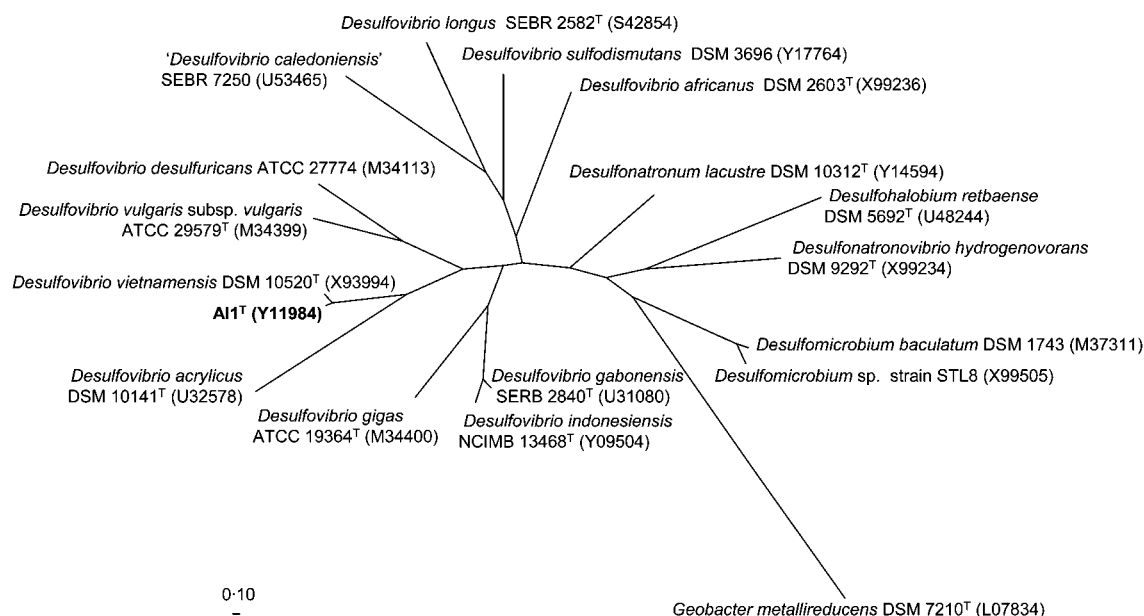 Desulfovibrio longus SEBR 2582ᵀ (S42854)
Desulfovibrio sulfodismutans DSM 3696 (Y17764)
'Desulfovibrio caledoniensis'
SEBR 7250 (U53465)
Desulfovibrio africanus DSM 2603ᵀ (X99236)
Desulfovibrio desulfuricans ATCC 27774 (M34113)
Desulfonatronum lacustre DSM 10312ᵀ (Y14594)
Desulfohalobium retbaense
DSM 5692ᵀ (U48244)
Desulfovibrio vulgaris subsp. vulgaris
ATCC 29579ᵀ (M34399)
Desulfonatronovibrio hydrogenovorans
DSM 9292ᵀ (X99234)
Desulfovibrio vietnamensis DSM 10520ᵀ (X93994)
Al1ᵀ (Y11984)
Desulfomicrobium baculatum DSM 1743 (M37311)
Desulfomicrobium sp. strain STL8 (X99505)
Desulfovibrio acrylicus
DSM 10141ᵀ (U32578)
Desulfovibrio gabonensis
SERB 2840ᵀ (U31080)
Desulfovibrio gigas
ATCC 19364ᵀ (M34400)
Desulfovibrio indonesiensis
NCIMB 13468ᵀ (Y09504)
0·10
Geobacter metallireducens DSM 7210ᵀ (L07834)